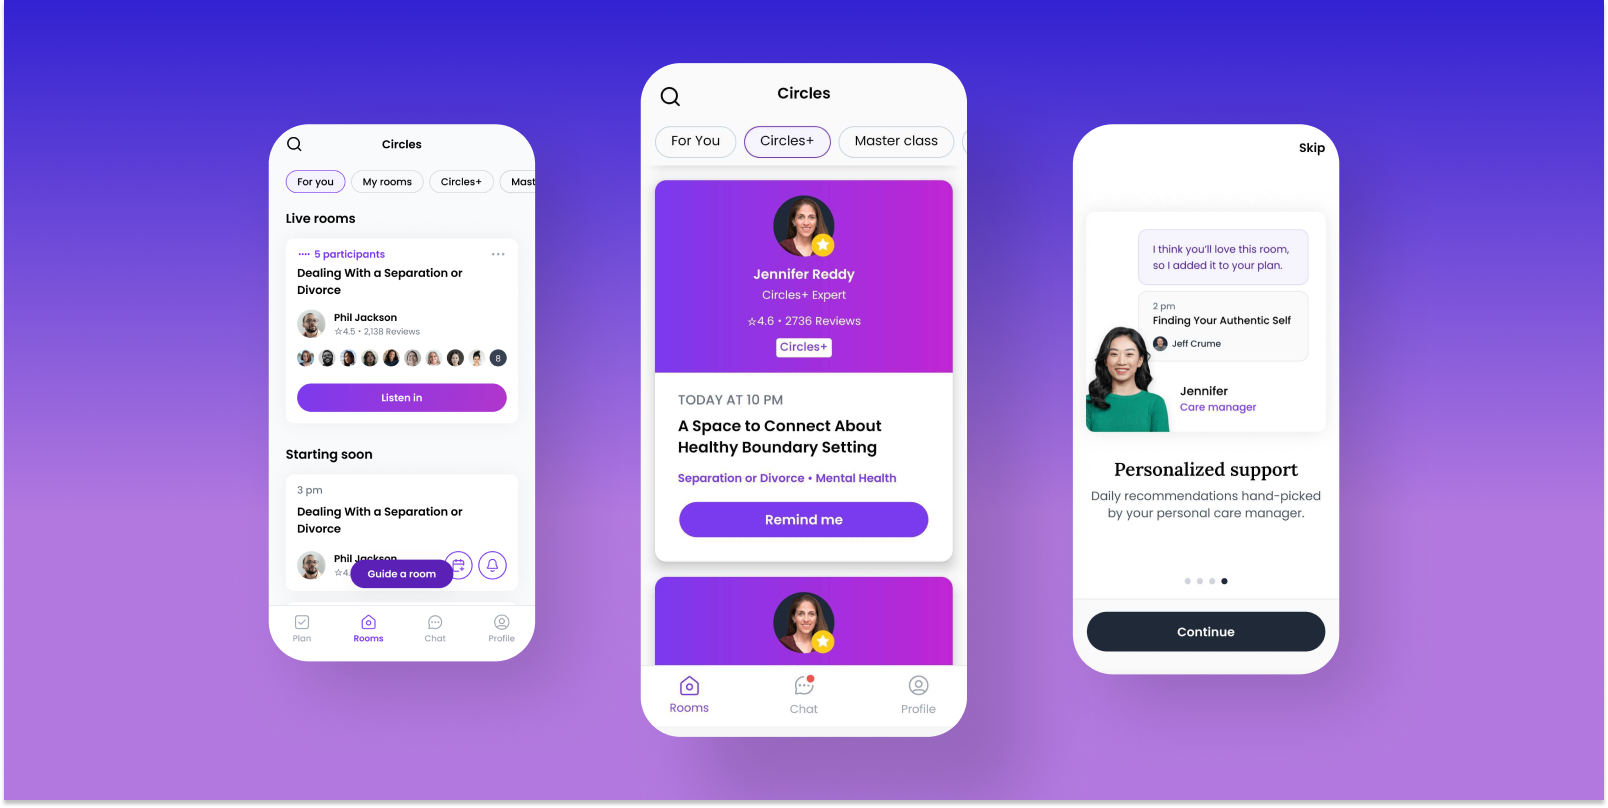 Circles
For you
My rooms
Circles+
Mast
Live rooms
5 participants
Dealing With a Separation or
Divorce
Phil Jackson
☆4.5 • 2,138 Reviews
8
Listen in
Starting soon
3 pm
Dealing With a Separation or
Divorce
Phil Jackson
☆4.
Guide a room
Plan
Rooms
Chat
Profile
Circles
For You
Circles+
Master class
Jennifer Reddy
Circles+ Expert
☆4.6 • 2736 Reviews
Circles+
TODAY AT 10 PM
A Space to Connect About
Healthy Boundary Setting
Separation or Divorce • Mental Health
Remind me
Rooms
Chat
Profile
Skip
I think you'll love this room,
so I added it to your plan.
2 pm
Finding Your Authentic Self
Jeff Crume
Jennifer
Care manager
Personalized support
Daily recommendations hand-picked
by your personal care manager.
Continue